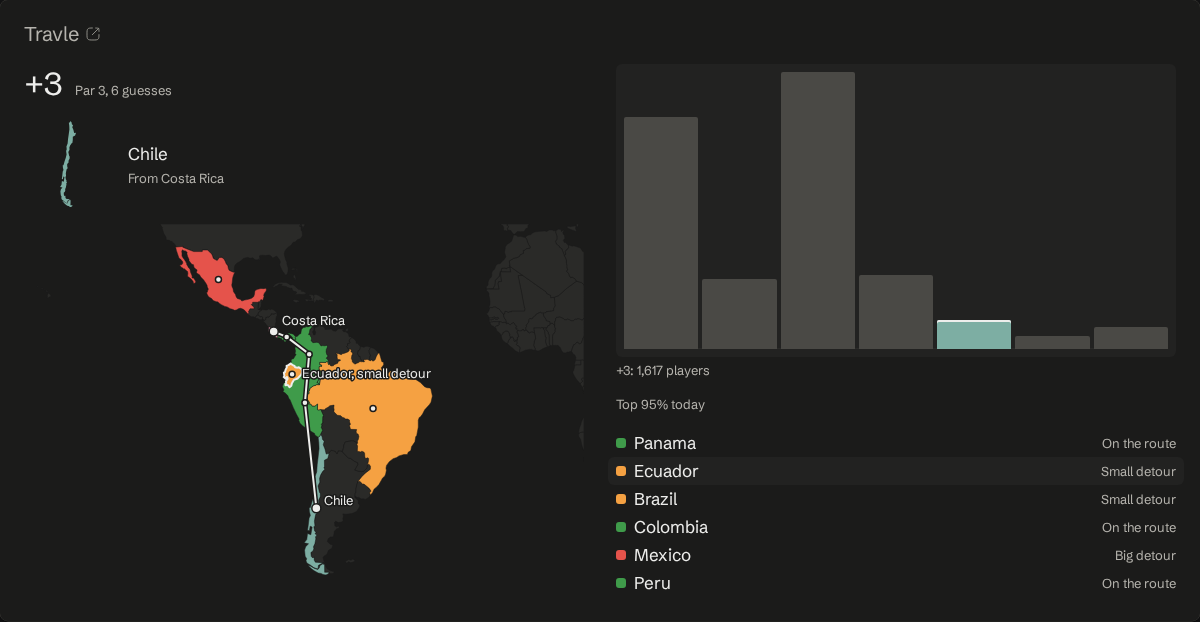 Travle
+3 Par 3, 6 guesses
Chile
From Costa Rica
Costa Rica
Ecuador, small detour
Chile
+3: 1,617 players
Top 95% today
Panama On the route
Ecuador Small detour
Brazil Small detour
Colombia On the route
Mexico Big detour
Peru On the route